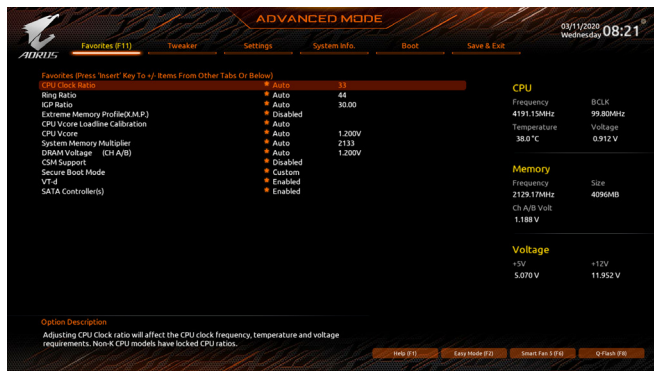 ADVANCED MODE
03/11/2020
Wednesday 08:21
AORUS
Favorites (F11) Tweaker Settings System Info. Boot Save & Exit
Favorites (Press 'Insert' Key To +/- Items From Other Tabs Or Below)
CPU Clock Ratio Auto 33
Ring Ratio Auto 44
IGP Ratio Auto 30.00
Extreme Memory Profile(X.M.P.) Disabled
CPU Vcore Loadline Calibration Auto
CPU Vcore Auto 1.200V
System Memory Multiplier Auto 2133
DRAM Voltage (CH A/B) Auto 1.200V
CSM Support Disabled
Secure Boot Mode Custom
VT-d Enabled
SATA Controller(s) Enabled
CPU
Frequency BCLK
4191.15MHz 99.80MHz
Temperature Voltage
38.0 °C 0.912 V
Memory
Frequency Size
2129.17MHz 4096MB
Ch A/B Volt
1.188 V
Voltage
+5V +12V
5.070 V 11.952 V
Option Description
Adjusting CPU Clock ratio will affect the CPU clock frequency, temperature and voltage
requirements. Non-K CPU models have locked CPU ratios.
Help (F1) Easy Mode (F2) Smart Fan 5 (F6) Q-Flash (F8)